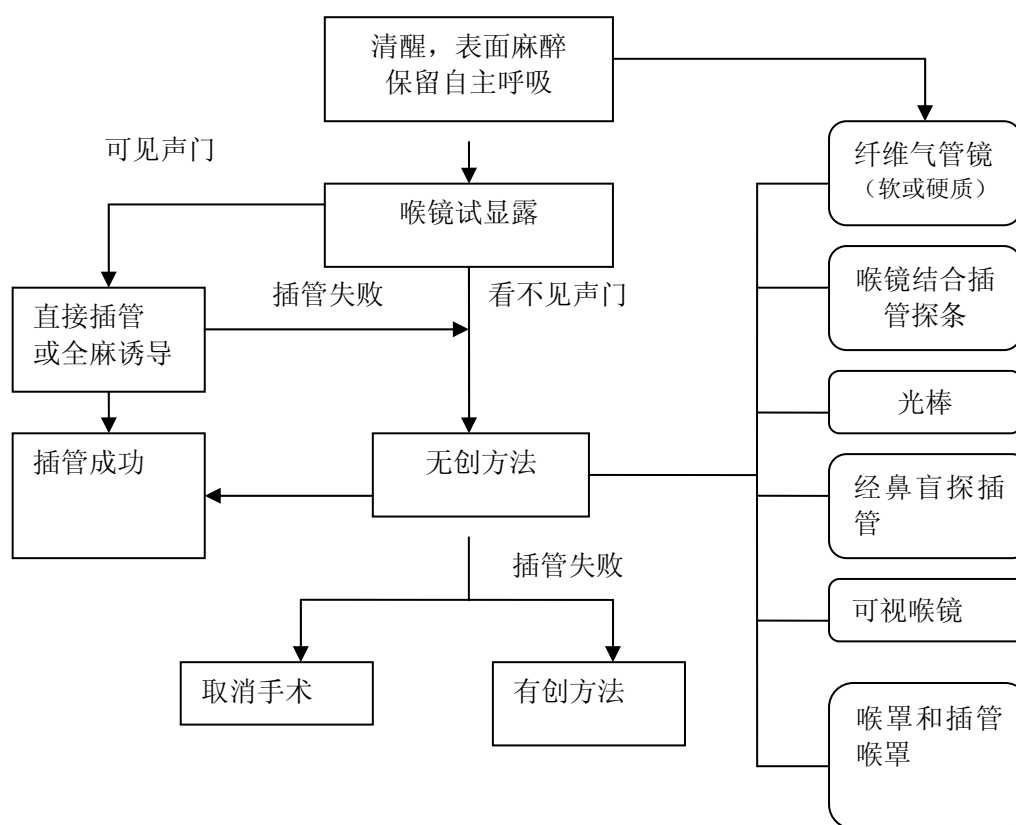 清醒，表面麻醉
保留自主呼吸
可见声门
纤维气管镜
（软或硬质）
喉镜试显露
喉镜结合插
管探条
插管失败
看不见声门
直接插管
或全麻诱导
光棒
插管成功
无创方法
经鼻盲探插
管
插管失败
可视喉镜
取消手术
有创方法
喉罩和插管
喉罩